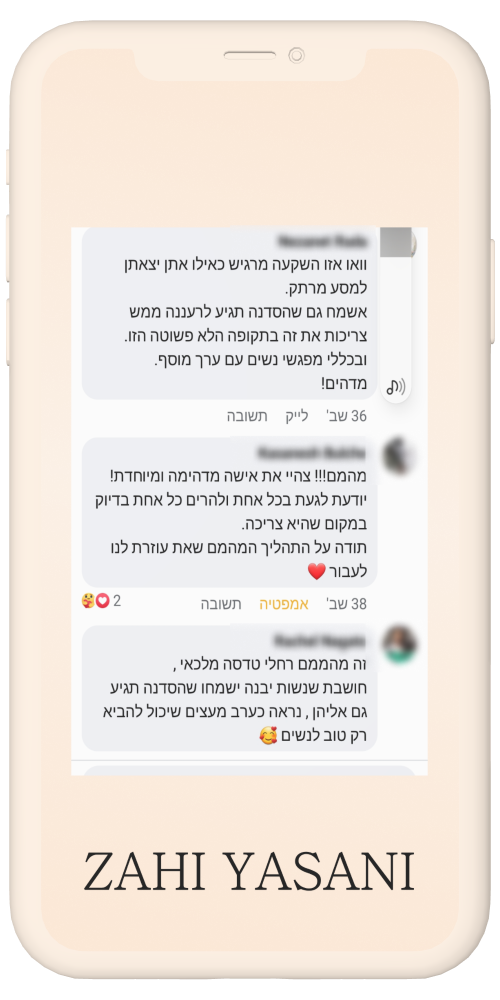 וואו אזו השקעה מרגיש כאילו אתן יצאתן
למסע מרתק.
אשמח גם שהסדנה תגיע לרעננה ממש
צריכות את זה בתקופה הלא פשוטה הזו.
ובכללי מפגשי נשים עם ערך מוסף.
מדהים!
36 שב' לייק תשובה
מהמם!!! צהיי את אישה מדהימה ומיוחדת!
יודעת לגעת בכל אחת ולהרים כל אחת בדיוק
במקום שהיא צריכה.
תודה על התהליך המהמם שאת עוזרת לנו
לעבור ❤️
38 שב' אמפטיה תשובה 2
זה מהממם רחלי טדסה מלכאי ,
חושבת שנשות יבנה ישמחו שהסדנה תגיע
גם אליהן , נראה כערב מעצים שיכול להביא
רק טוב לנשים 🥰
ZAHI YASANI